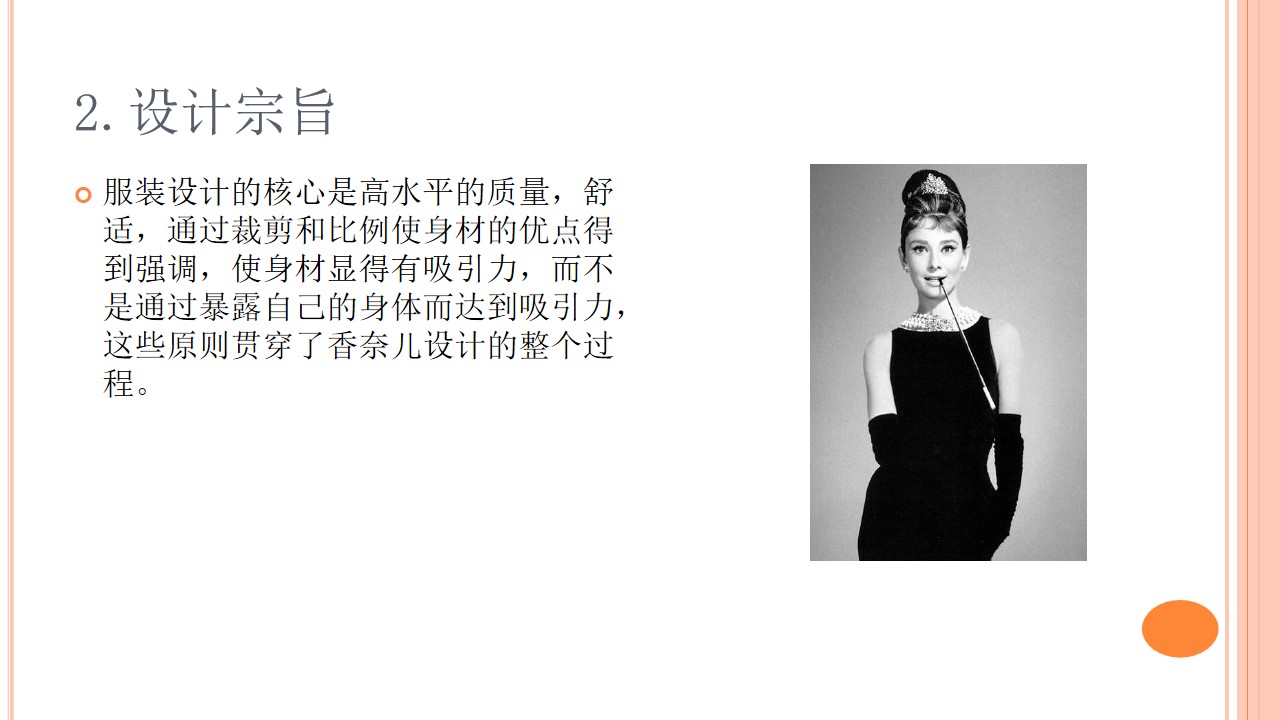 2.设计宗旨
服装设计的核心是高水平的质量，舒
适，通过裁剪和比例使身材的优点得
到强调，使身材显得有吸引力，而不
是通过暴露自己的身体而达到吸引力，
这些原则贯穿了香奈儿设计的整个过
程。